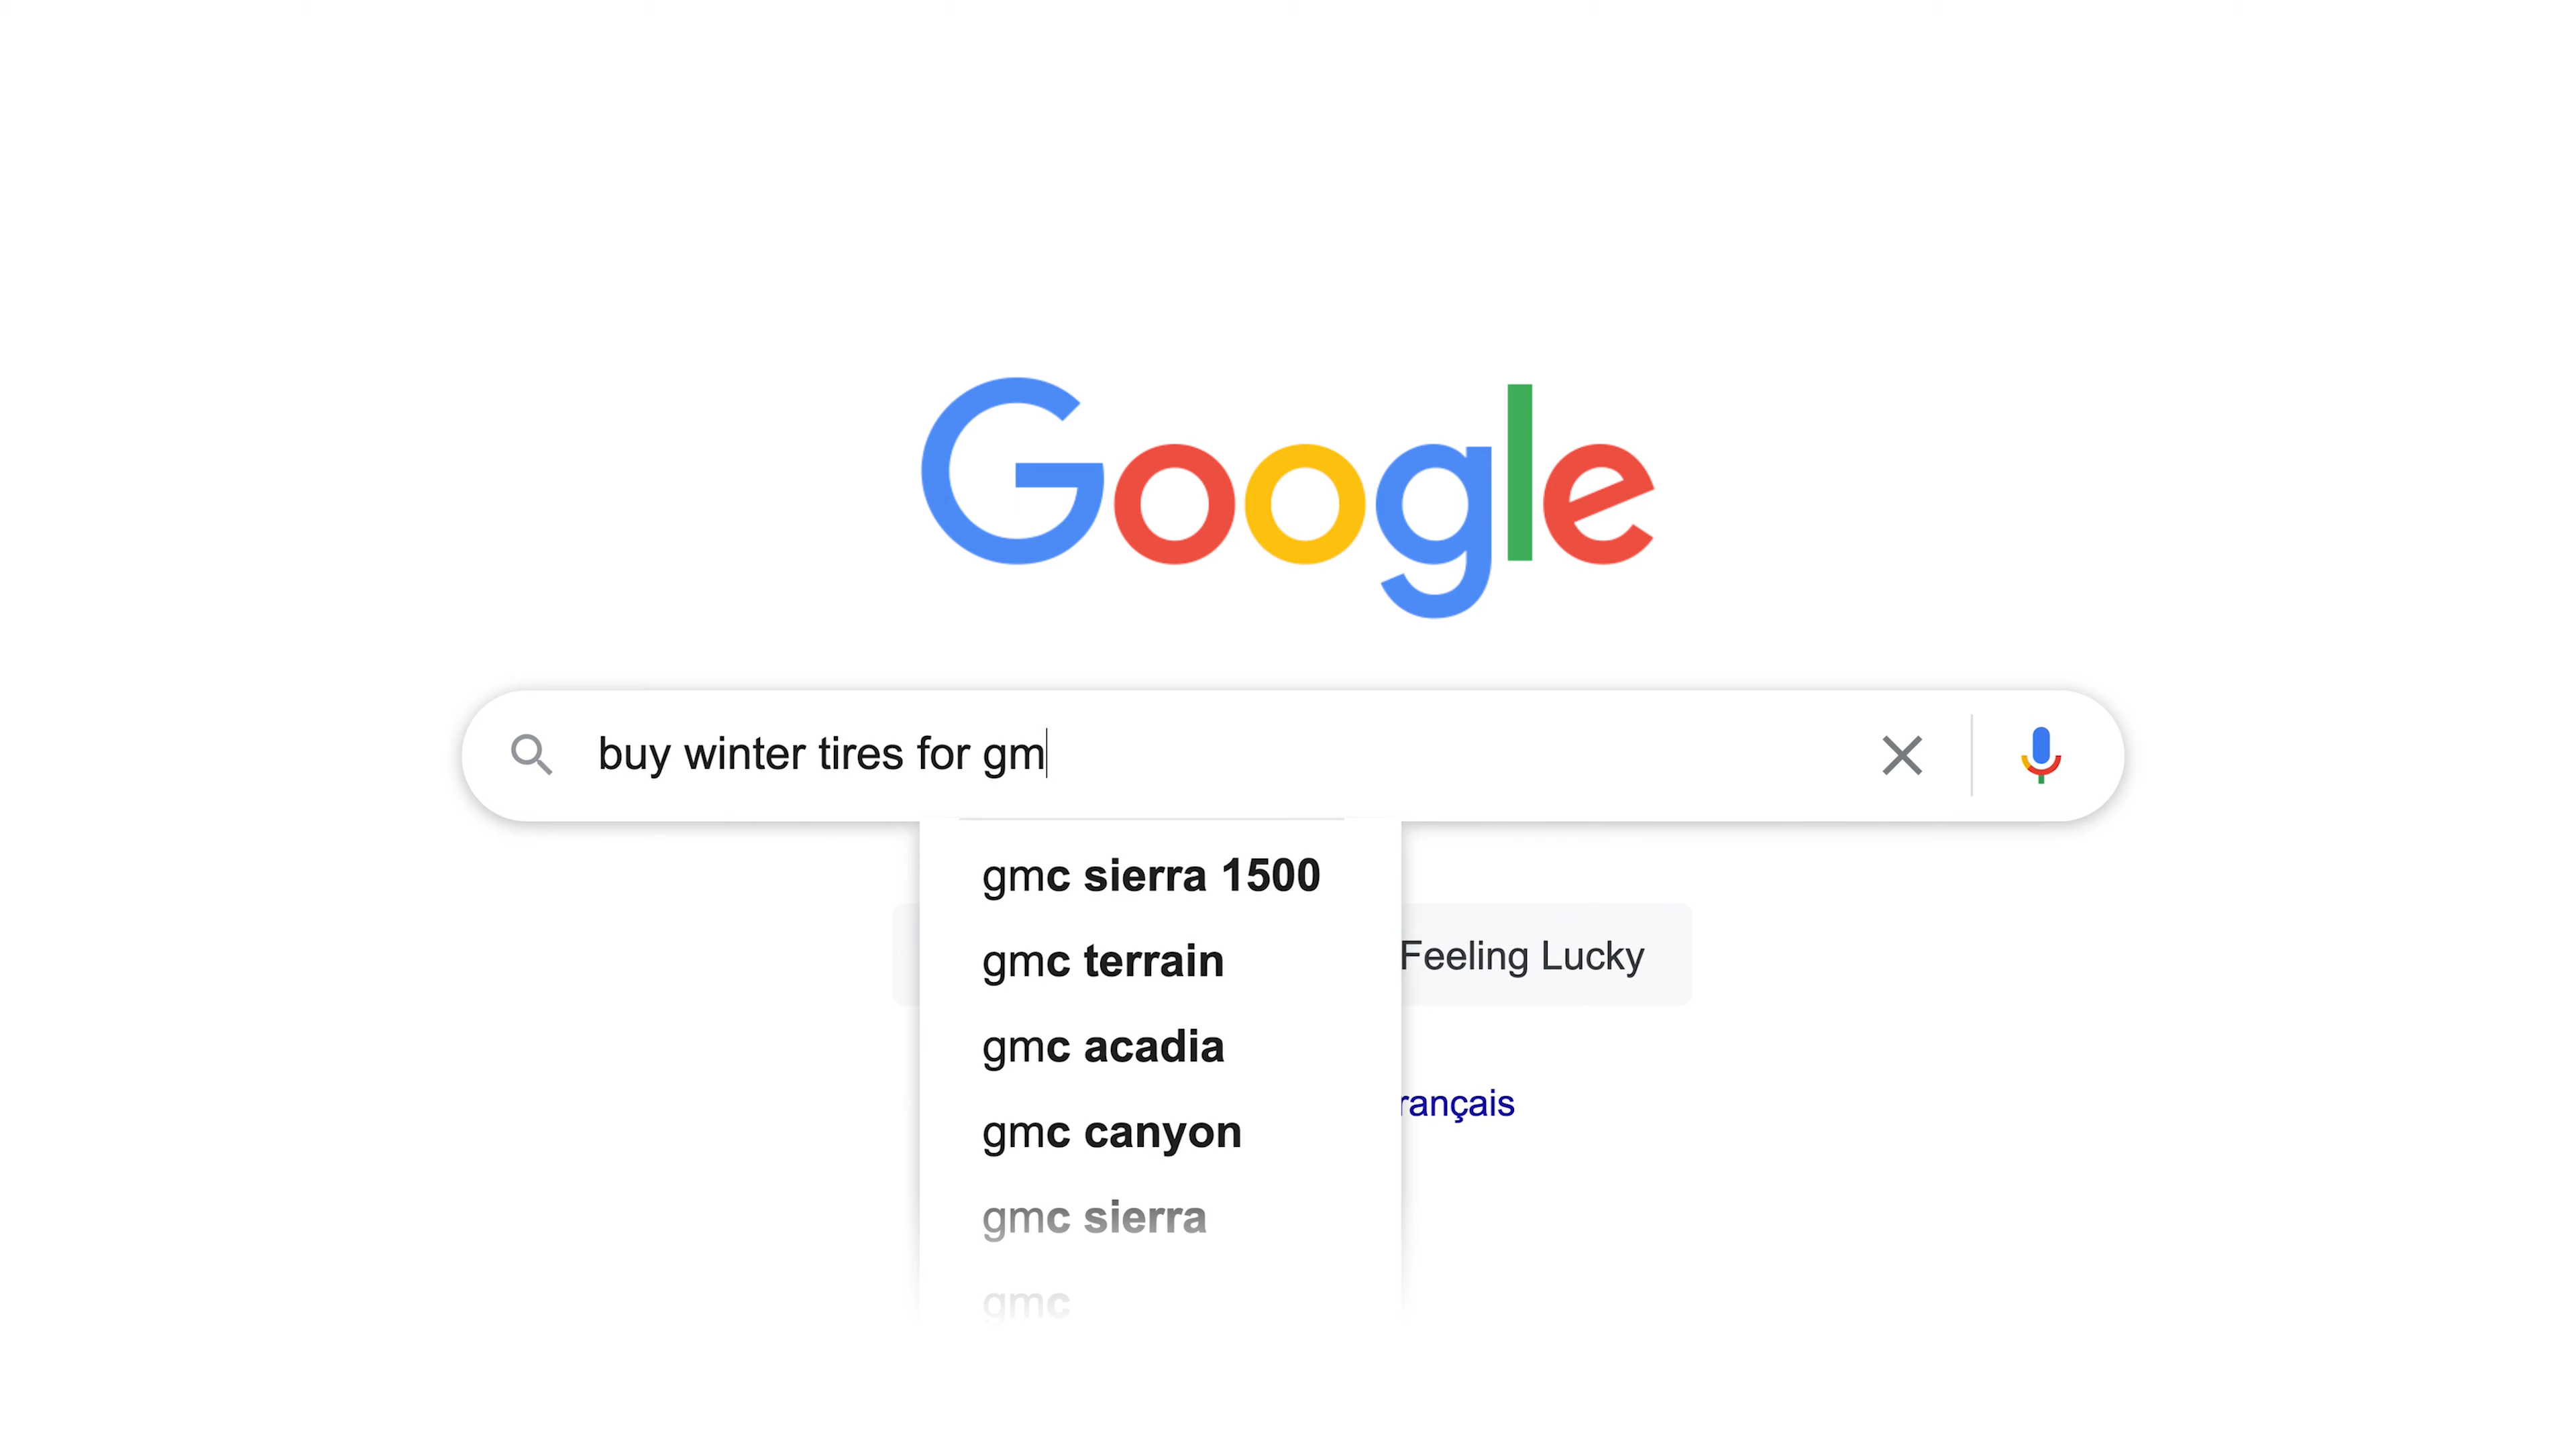 Google
buy winter tires for gm
gmc sierra 1500
gmc terrain
Feeling Lucky
gmc acadia
rançais
gmc canyon
gmc sierra
gmc